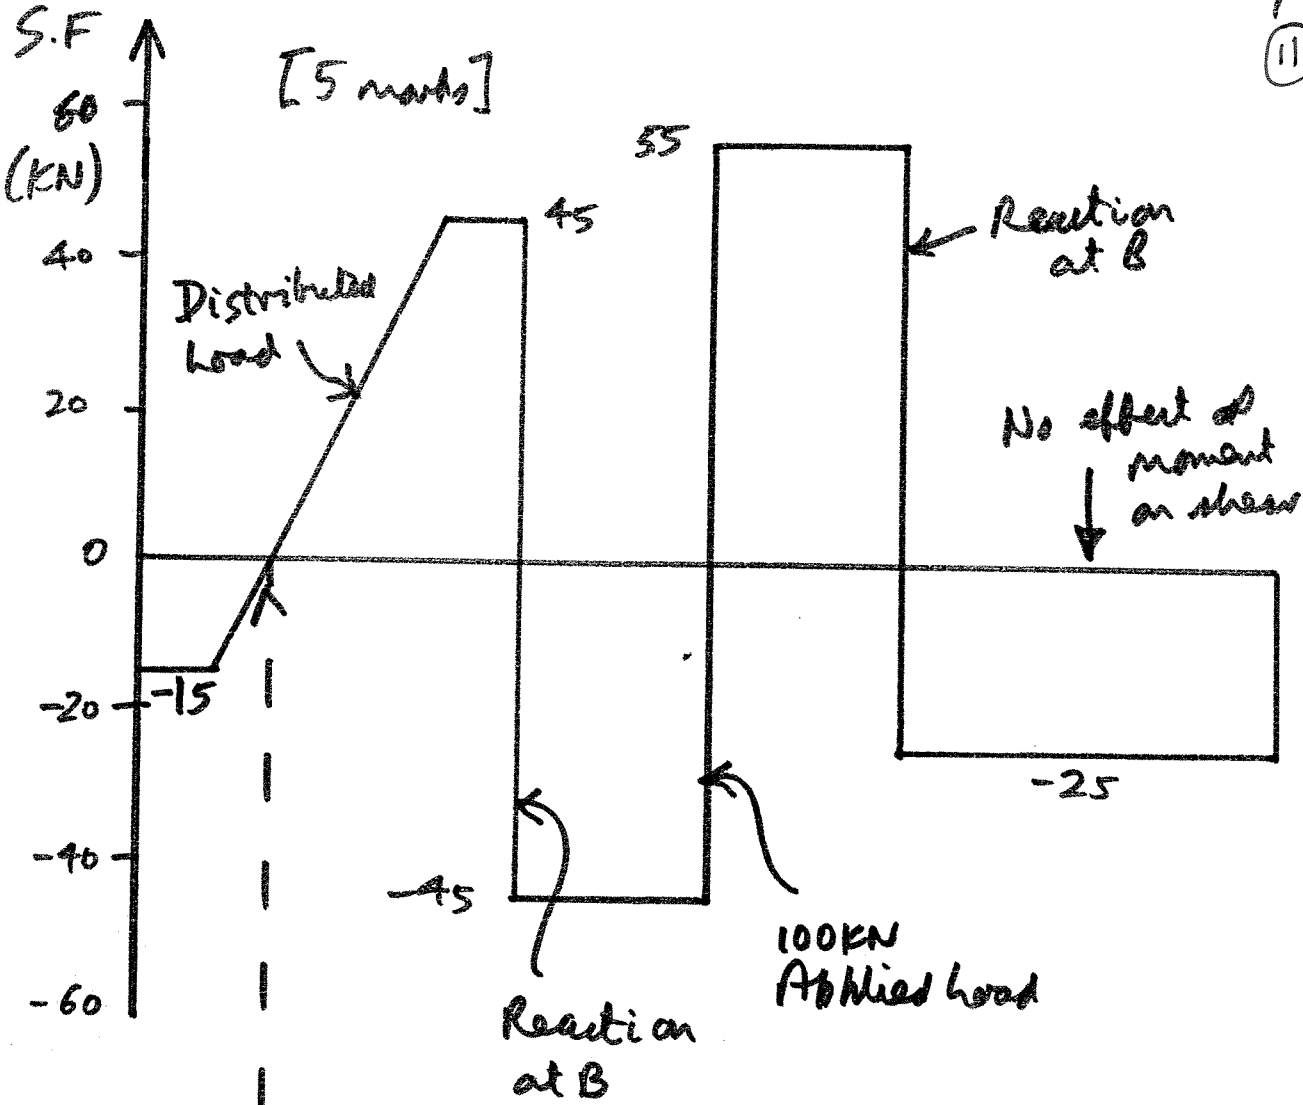 S.F
11
[5 marks]
60
(KN)
55
45
Reaction
at B
40
Distributed
Load
20
No effect of
moment
on shear
0
-15
-20
-25
-40
-45
100KN
Applied Load
-60
Reaction
at B